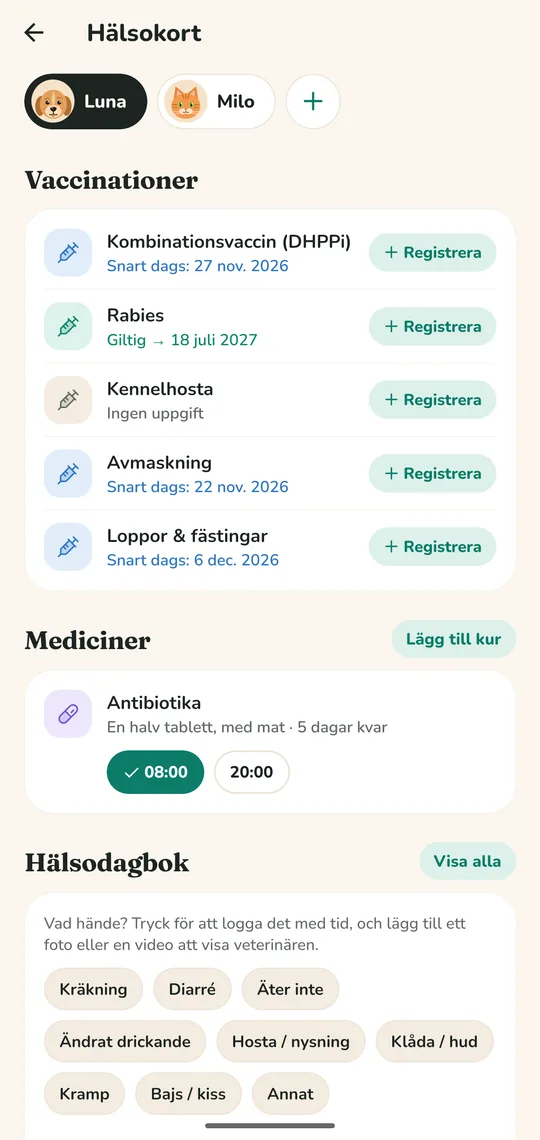 Hälsokort
Luna
Milo
Vaccinationer
Kombinationsvaccin (DHPPi)
Snart dags: 27 nov. 2026
+ Registrera
Rabies
Giltig → 18 juli 2027
+ Registrera
Kennelhosta
Ingen uppgift
+ Registrera
Avmaskning
Snart dags: 22 nov. 2026
+ Registrera
Loppor & fästingar
Snart dags: 6 dec. 2026
+ Registrera
Mediciner
Lägg till kur
Antibiotika
En halv tablett, med mat · 5 dagar kvar
08:00
20:00
Hälsodagbok
Visa alla
Vad hände? Tryck för att logga det med tid, och lägg till ett
foto eller en video att visa veterinären.
Kräkning
Diarré
Äter inte
Ändrat drickande
Hosta / nysning
Klåda / hud
Kramp
Bajs / kiss
Annat